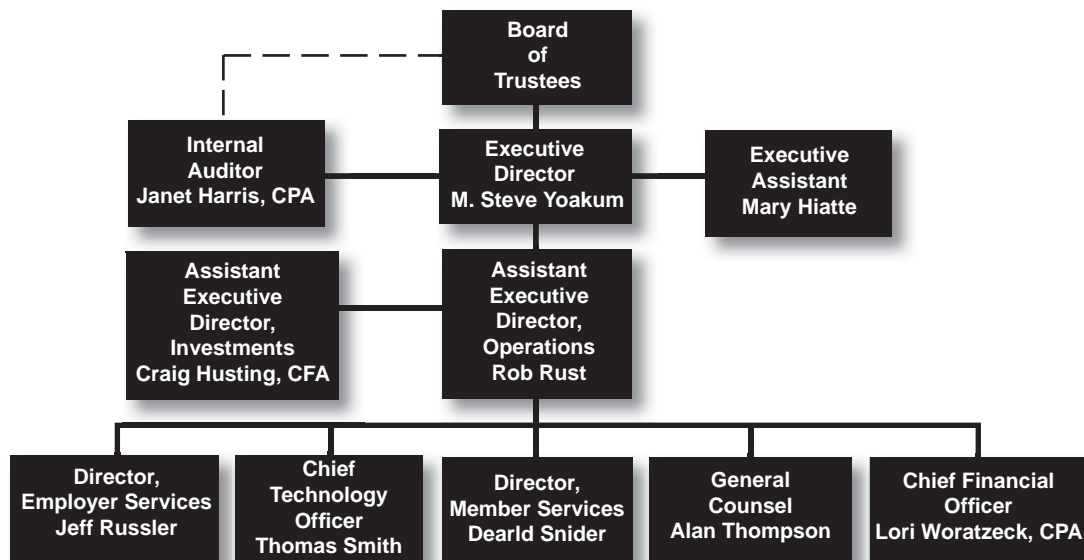 Board
of
Trustees
Internal
Auditor
Janet Harris, CPA
Executive
Director
M. Steve Yoakum
Executive
Assistant
Mary Hiatte
Assistant
Executive
Director,
Investments
Craig Husting, CFA
Assistant
Executive
Director,
Operations
Rob Rust
Director,
Employer Services
Jeff Russler
Chief
Technology
Officer
Thomas Smith
Director,
Member Services
Dearld Snider
General
Counsel
Alan Thompson
Chief Financial
Officer
Lori Woratzeck, CPA